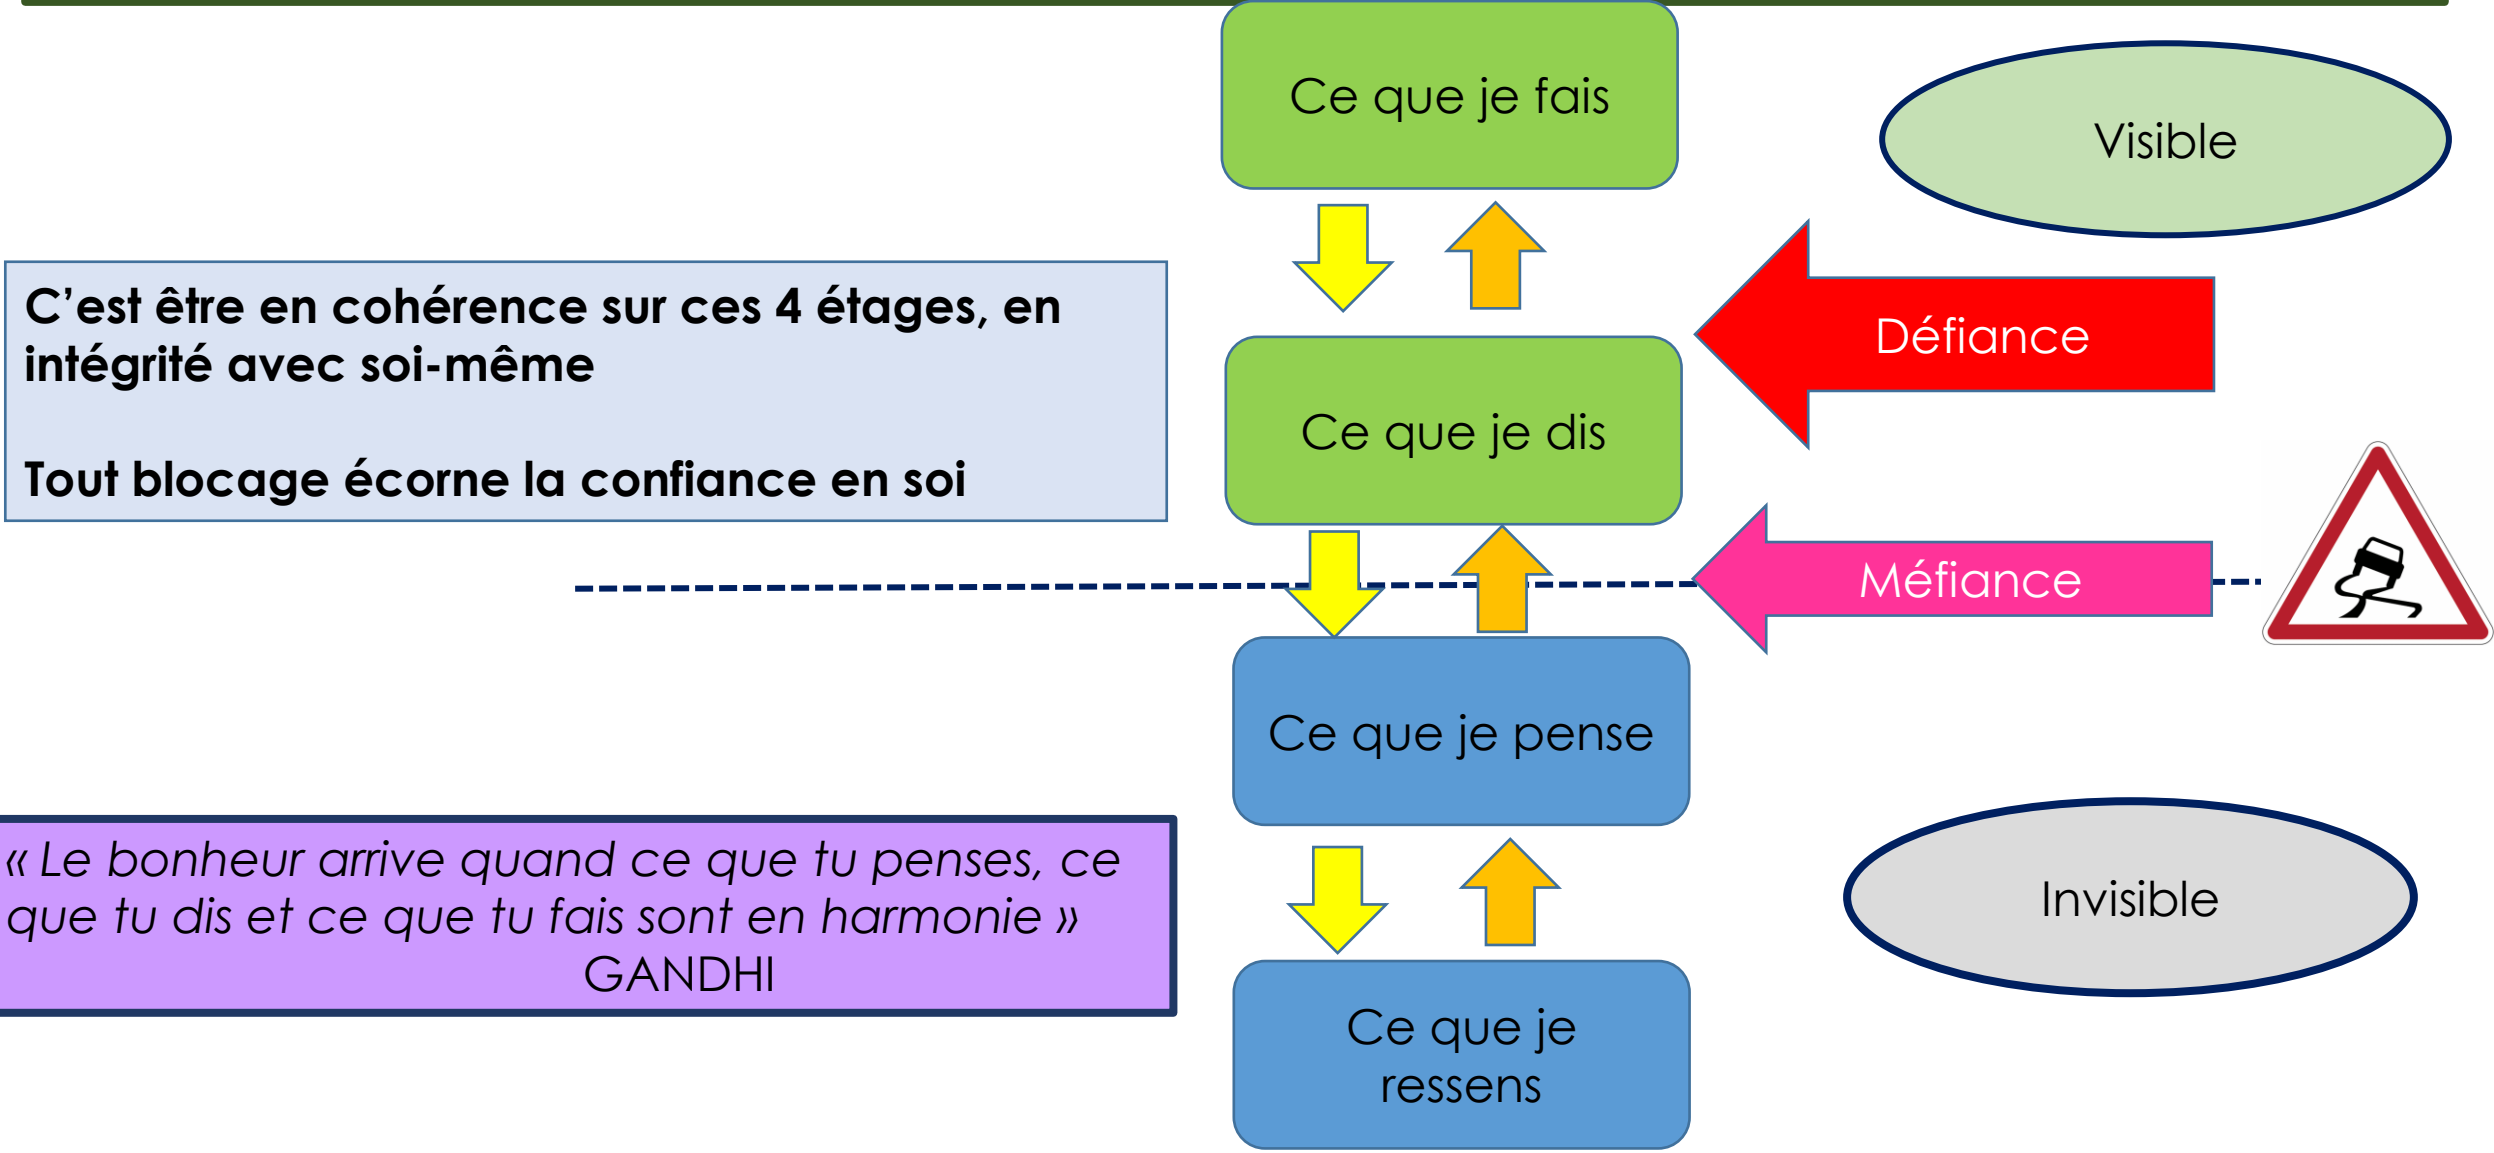 Ce que je fais
Visible
C’est être en cohérence sur ces 4 étages, en
intégrité avec soi-même
Tout blocage écorne la confiance en soi
Défiance
Ce que je dis
Méfiance
Ce que je pense
« Le bonheur arrive quand ce que tu penses, ce
que tu dis et ce que tu fais sont en harmonie »
GANDHI
Invisible
Ce que je
ressens